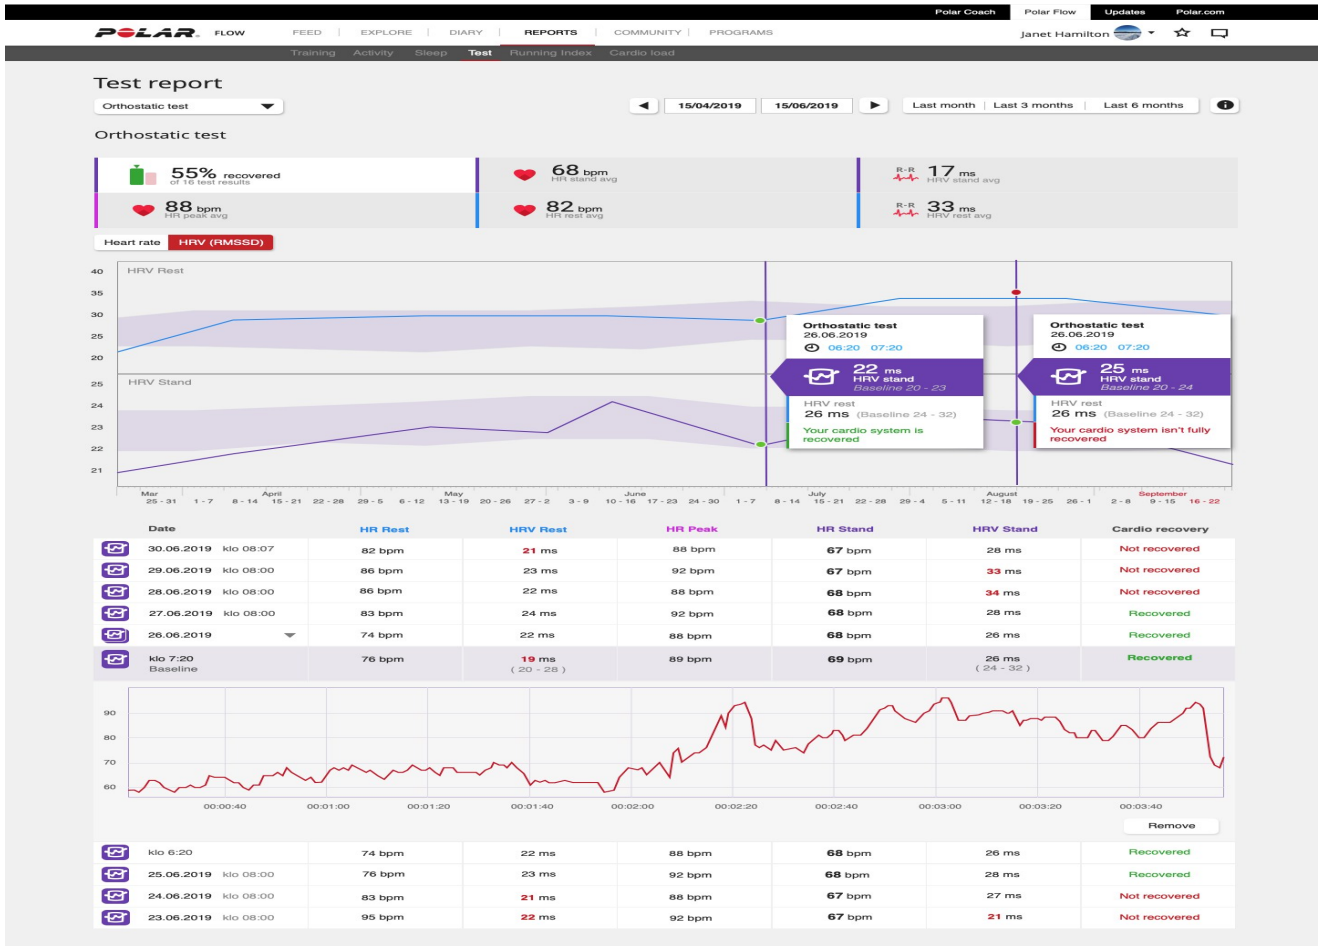 Polar Coach Polar Flow Updates Polar.com
POLAR. FLOW FEED EXPLORE DIARY REPORTS COMMUNITY PROGRAMS Janet Hamilton
Training Activity Sleep Test Running Index Cardio load
Test report
Orthostatic test 15/04/2019 15/06/2019 Last month Last 3 months Last 6 months
Orthostatic test
55% recovered
of 16 test results
68 bpm
HR stand avg
R-R 17 ms
HRV stand avg
88 bpm
HR peak avg
82 bpm
HR rest avg
R-R 33 ms
HRV rest avg
Heart rate HRV (RMSSD)
HRV Rest
40
35
30
25
20
HRV Stand
25
24
23
22
21
Orthostatic test
26.06.2019
06:20 07:20
22 ms
HRV stand
Baseline 20 - 23
HRV rest
26 ms (Baseline 24 - 32)
Your cardio system is
recovered
Orthostatic test
26.06.2019
06:20 07:20
25 ms
HRV stand
Baseline 20 - 24
HRV rest
26 ms (Baseline 24 - 32)
Your cardio system isn't fully
recovered
Mar April May June July August September
25 - 31 1 - 7 8 - 14 15 - 21 22 - 28 29 - 5 6 - 12 13 - 19 20 - 26 27 - 2 3 - 9 10 - 16 17 - 23 24 - 30 1 - 7 8 - 14 15 - 21 22 - 28 29 - 4 5 - 11 12 - 18 19 - 25 26 - 1 2 - 8 9 - 15 16 - 22
Date HR Rest HRV Rest HR Peak HR Stand HRV Stand Cardio recovery
30.06.2019 klo 08:07 82 bpm 21 ms 88 bpm 67 bpm 28 ms Not recovered
29.06.2019 klo 08:00 86 bpm 23 ms 92 bpm 67 bpm 33 ms Not recovered
28.06.2019 klo 08:00 86 bpm 22 ms 88 bpm 68 bpm 34 ms Not recovered
27.06.2019 klo 08:00 83 bpm 24 ms 92 bpm 68 bpm 28 ms Recovered
26.06.2019 74 bpm 22 ms 88 bpm 68 bpm 26 ms Recovered
klo 7:20 76 bpm 19 ms 89 bpm 69 bpm 26 ms Recovered
Baseline ( 20 - 28 ) ( 24 - 32 )
90
80
70
60
00:00:40 00:01:00 00:01:20 00:01:40 00:02:00 00:02:20 00:02:40 00:03:00 00:03:20 00:03:40
Remove
klo 6:20 74 bpm 22 ms 88 bpm 68 bpm 26 ms Recovered
25.06.2019 klo 08:00 76 bpm 23 ms 92 bpm 68 bpm 28 ms Recovered
24.06.2019 klo 08:00 83 bpm 21 ms 88 bpm 67 bpm 27 ms Not recovered
23.06.2019 klo 08:00 95 bpm 22 ms 92 bpm 67 bpm 21 ms Not recovered